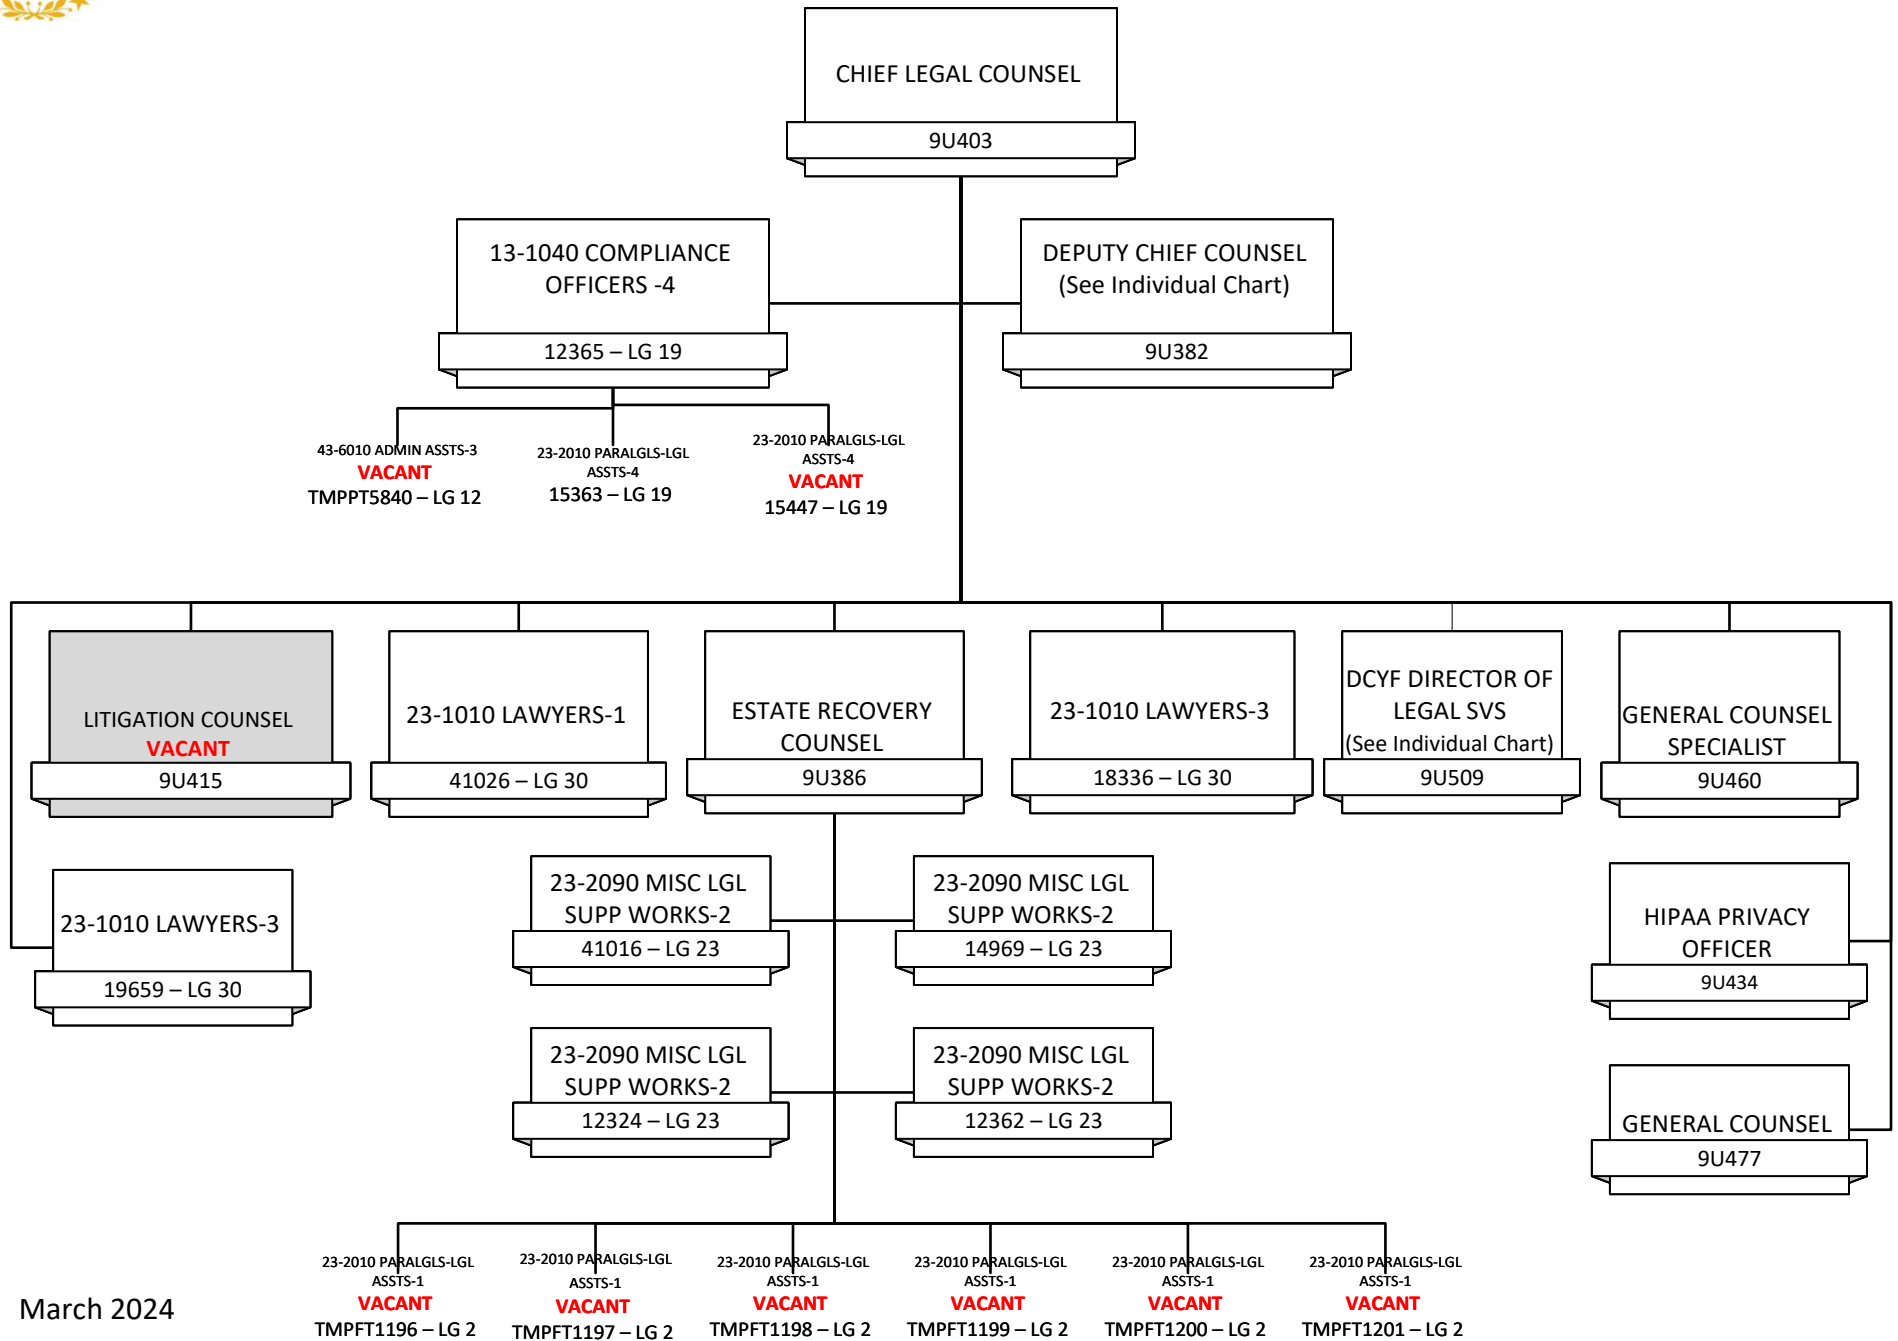 CHIEF LEGAL COUNSEL
9U403
13-1040 COMPLIANCE
OFFICERS -4
12365 – LG 19
DEPUTY CHIEF COUNSEL
(See Individual Chart)
9U382
43-6010 ADMIN ASSTS-3
VACANT
TMPPT5840 – LG 12
23-2010 PARALGLS-LGL
ASSTS-4
15363 – LG 19
23-2010 PARALGLS-LGL
ASSTS-4
VACANT
15447 – LG 19
LITIGATION COUNSEL
VACANT
9U415
23-1010 LAWYERS-1
41026 – LG 30
ESTATE RECOVERY
COUNSEL
9U386
23-1010 LAWYERS-3
18336 – LG 30
DCYF DIRECTOR OF
LEGAL SVS
(See Individual Chart)
9U509
GENERAL COUNSEL
SPECIALIST
9U460
23-1010 LAWYERS-3
19659 – LG 30
23-2090 MISC LGL
SUPP WORKS-2
41016 – LG 23
23-2090 MISC LGL
SUPP WORKS-2
14969 – LG 23
HIPAA PRIVACY
OFFICER
9U434
23-2090 MISC LGL
SUPP WORKS-2
12324 – LG 23
23-2090 MISC LGL
SUPP WORKS-2
12362 – LG 23
GENERAL COUNSEL
9U477
23-2010 PARALGLS-LGL
ASSTS-1
VACANT
TMPFT1196 – LG 2
23-2010 PARALGLS-LGL
ASSTS-1
VACANT
TMPFT1197 – LG 2
23-2010 PARALGLS-LGL
ASSTS-1
VACANT
TMPFT1198 – LG 2
23-2010 PARALGLS-LGL
ASSTS-1
VACANT
TMPFT1199 – LG 2
23-2010 PARALGLS-LGL
ASSTS-1
VACANT
TMPFT1200 – LG 2
23-2010 PARALGLS-LGL
ASSTS-1
VACANT
TMPFT1201 – LG 2
March 2024